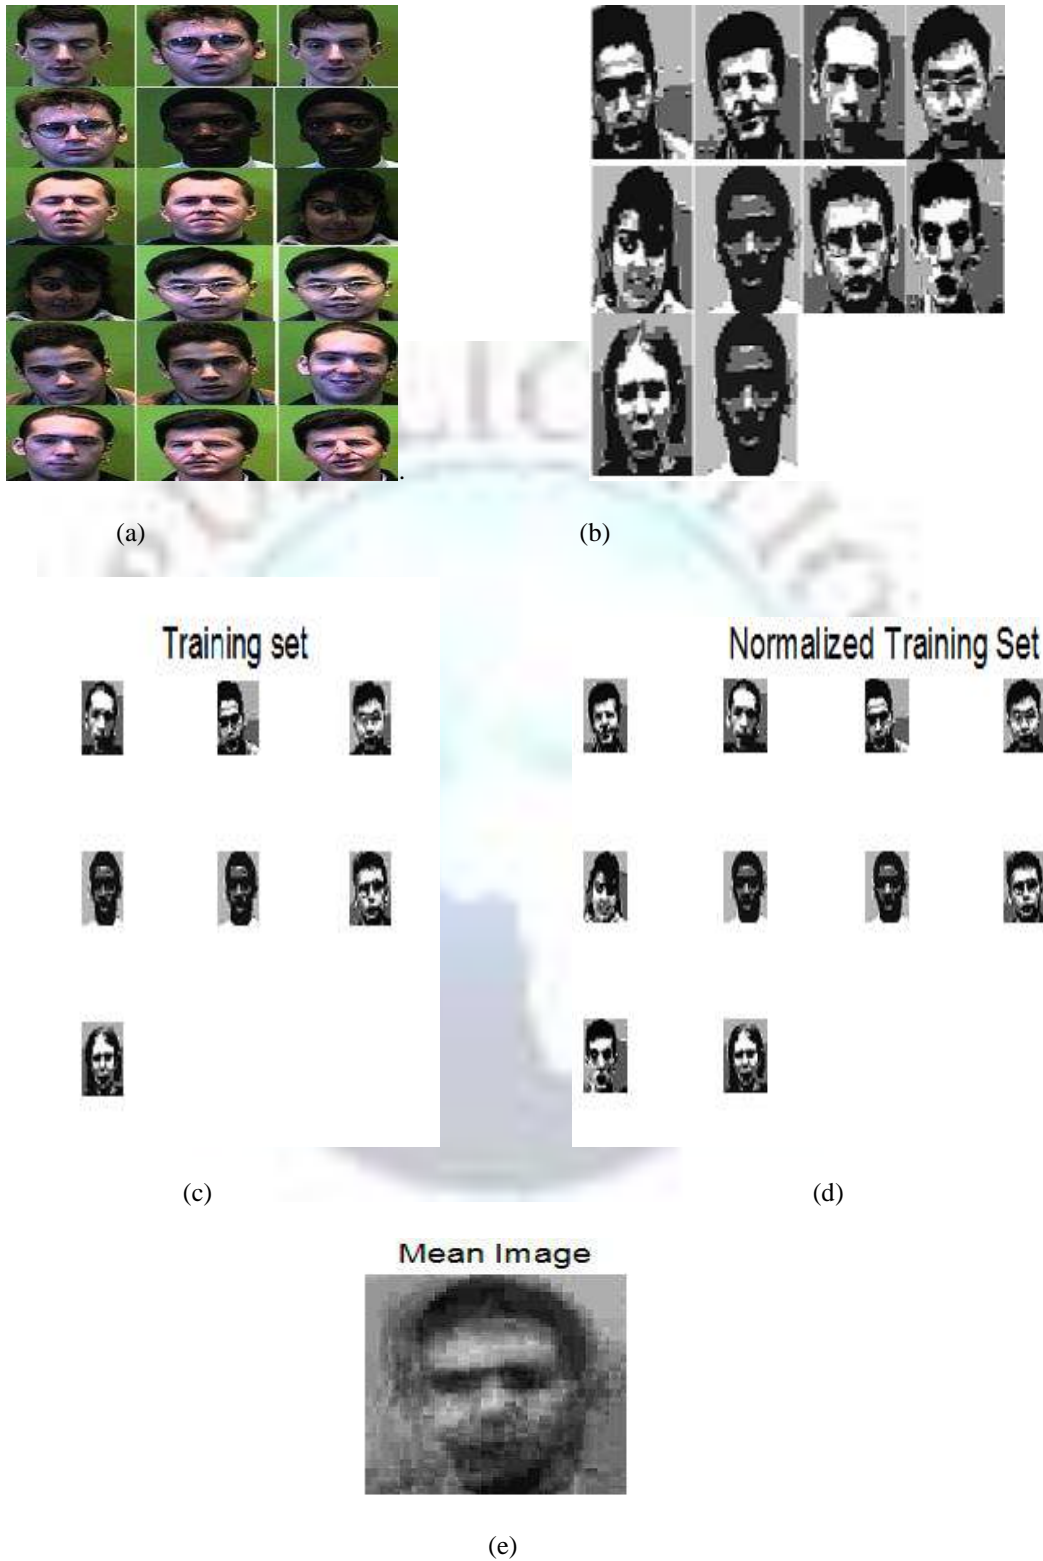 .
(a)
(b)
Training set
Normalized Training Set
(c)
(d)
Mean Image
(e)